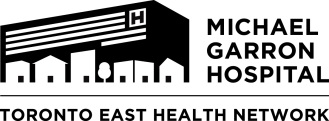 H
MICHAEL
GARRON
HOSPITAL
TORONTO EAST HEALTH NETWORK